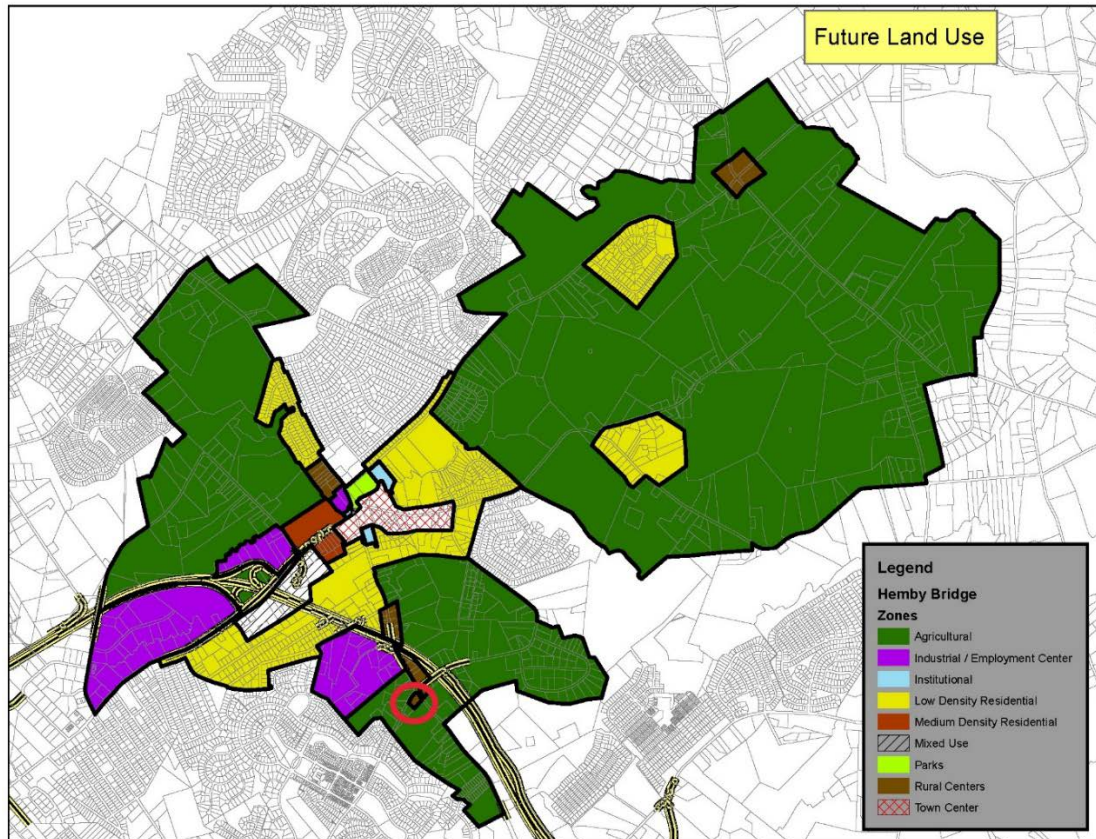 Future Land Use
Legend
Hemby Bridge
Zones
Agricultural
Industrial / Employment Center
Institutional
Low Density Residential
Medium Density Residential
Mixed Use
Parks
Rural Centers
Town Center